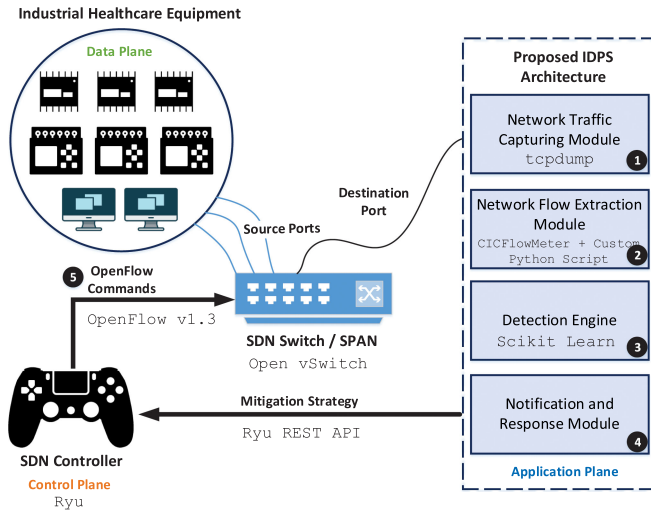 Industrial Healthcare Equipment
Data Plane
Proposed IDPS
Architecture
Network Traffic
Capturing Module
tcpdump
1
Network Flow Extraction
Module
CICFlowMeter + Custom
Python Script
2
Detection Engine
Scikit Learn
3
Notification and
Response Module
4
Application Plane
Destination
Port
Source Ports
5
OpenFlow
Commands
OpenFlow v1.3
SDN Switch / SPAN
Open vSwitch
Mitigation Strategy
Ryu REST API
SDN Controller
Control Plane
Ryu